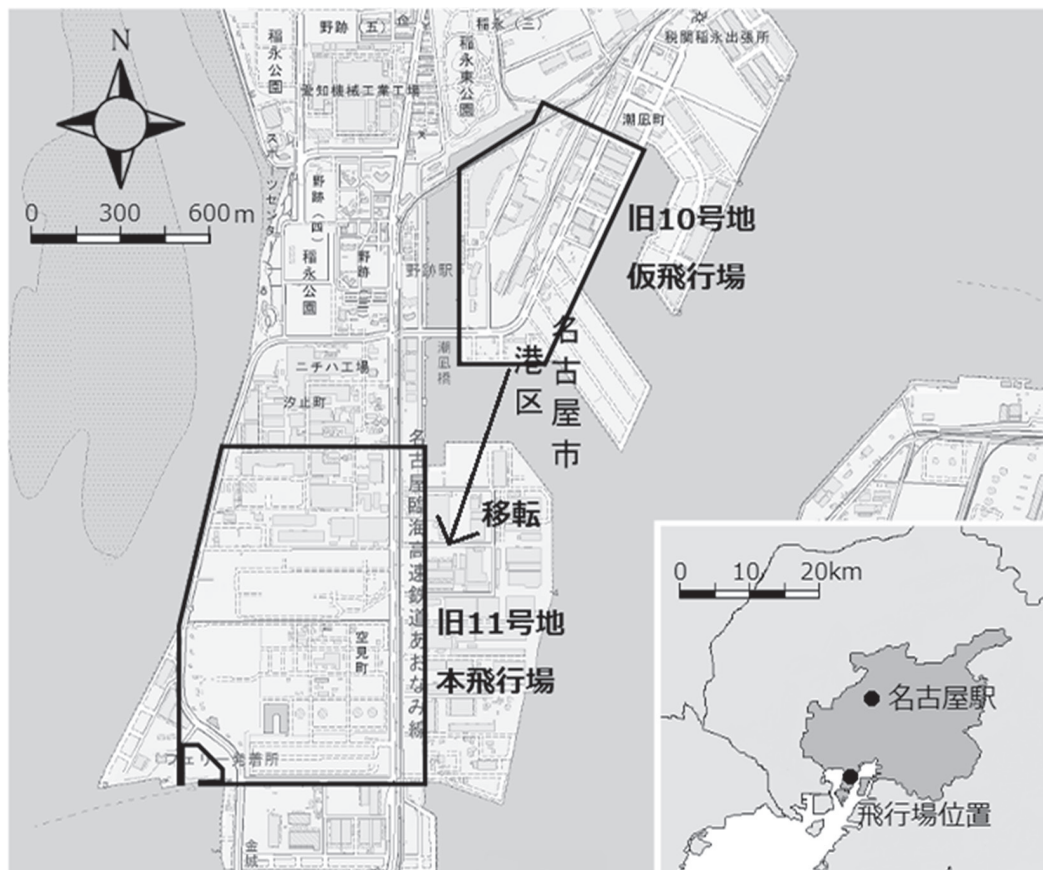 N
0 300 600m
稲永公園
野跡（五）
稲永（三）
稲永東公園
税関稲永出張所
愛知機械工業工場
潮凪町
スポーツセンター
野跡（四）
稲永公園
野跡駅
旧10号地
仮飛行場
名古屋市
港区
潮凪橋
ニチハ工場
汐止町
名古屋臨海高速鉄道あおなみ線
移転
旧11号地
本飛行場
空見町
フェリー発着所
金城
0 10 20km
名古屋駅
飛行場位置